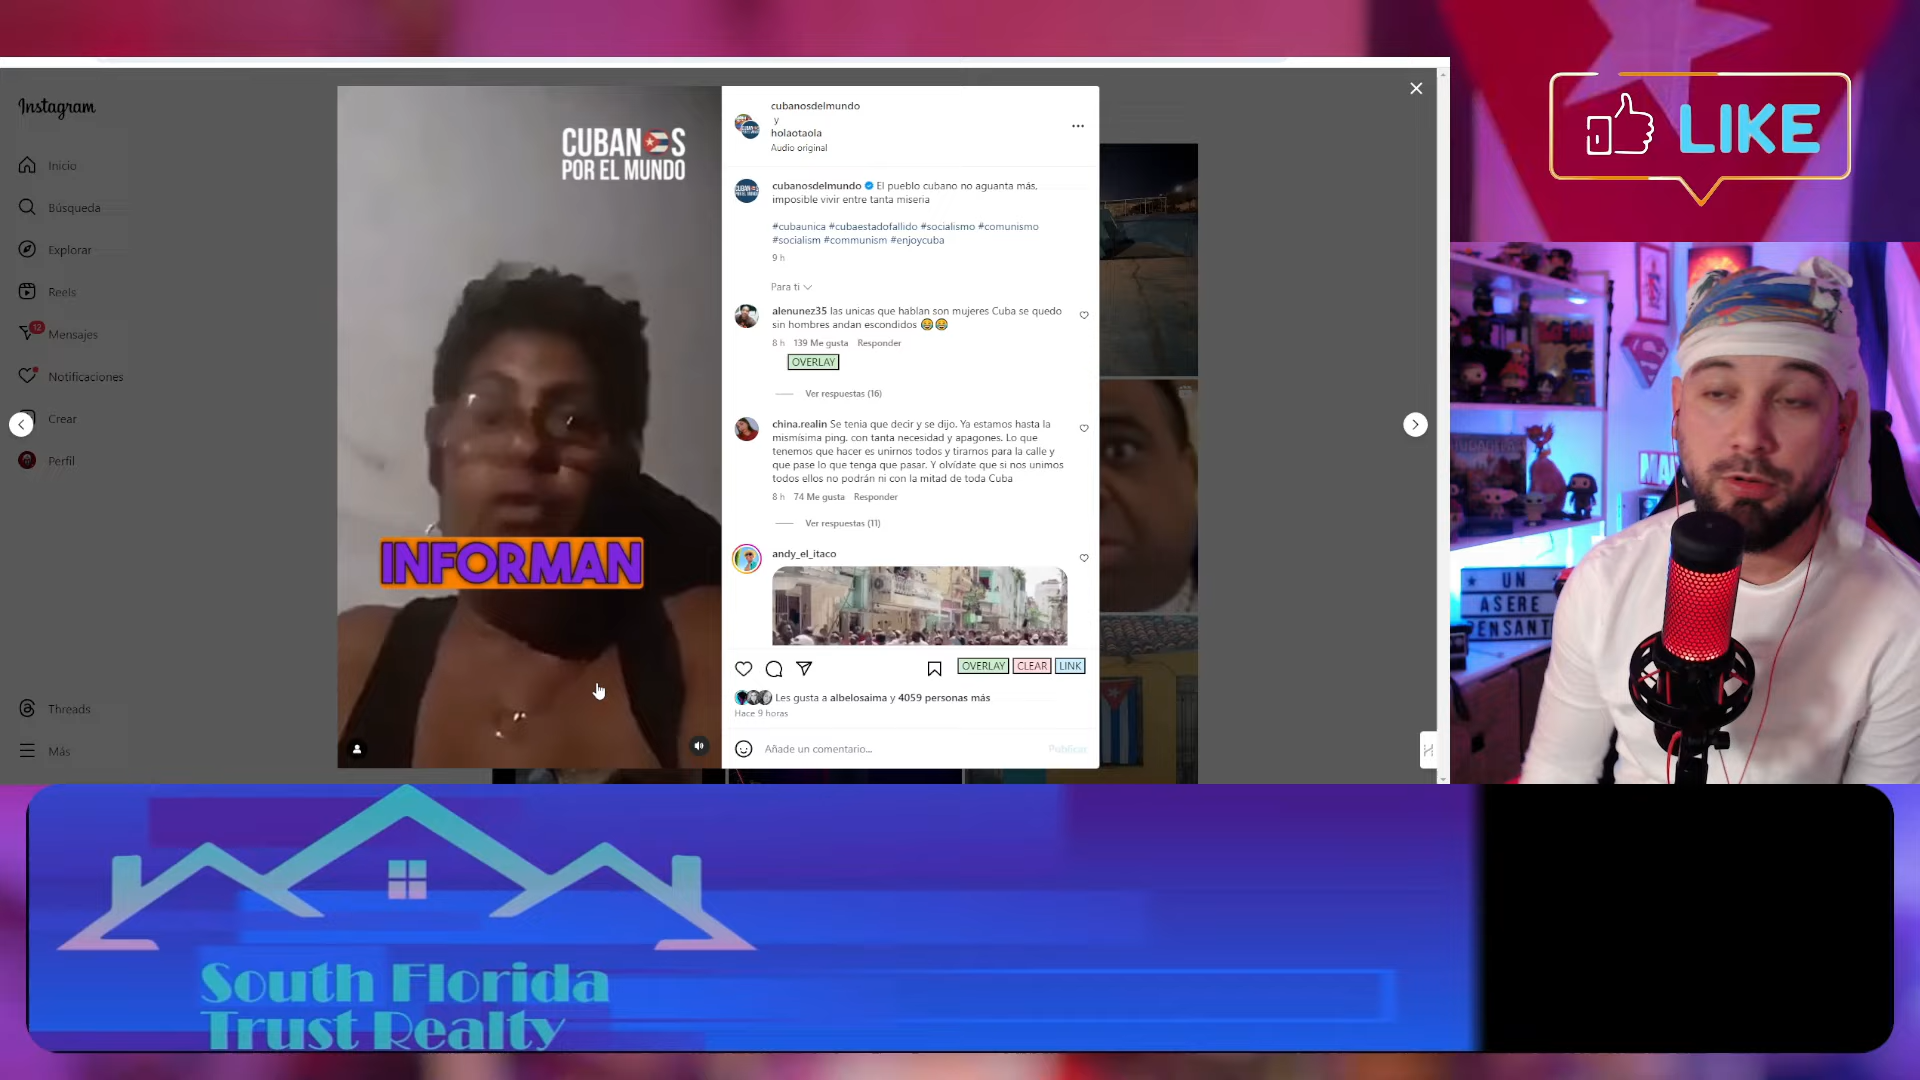 Instagram
Inicio
Búsqueda
Explorar
Reels
12
Mensajes
Notificaciones
Crear
Perfil
Threads
Más
CUBANOS
POR EL MUNDO
INFORMAN
cubanosdelmundo
y
holaotaola
Audio original
cubanosdelmundo El pueblo cubano no aguanta más,
imposible vivir entre tanta miseria
#cubaunica #cubaestadofallido #socialismo #comunismo
#socialism #communism #enjoycuba
9 h
Para ti
alenunez35 las unicas que hablan son mujeres Cuba se quedo
sin hombres andan escondidos 😂😂
8 h 139 Me gusta Responder
OVERLAY
Ver respuestas (16)
china.realin Se tenia que decir y se dijo. Ya estamos hasta la
mismísima ping. con tanta necesidad y apagones. Lo que
tenemos que hacer es unirnos todos y tirarnos para la calle y
que pase lo que tenga que pasar. Y olvídate que si nos unimos
todos ellos no podrán ni con la mitad de toda Cuba
8 h 74 Me gusta Responder
Ver respuestas (11)
andy_el_itaco
OVERLAY CLEAR LINK
Les gusta a albelosaima y 4059 personas más
Hace 9 horas
Añade un comentario...
Publicar
LIKE
UN
ASERE
PENSANT
South Florida
Trust Realty